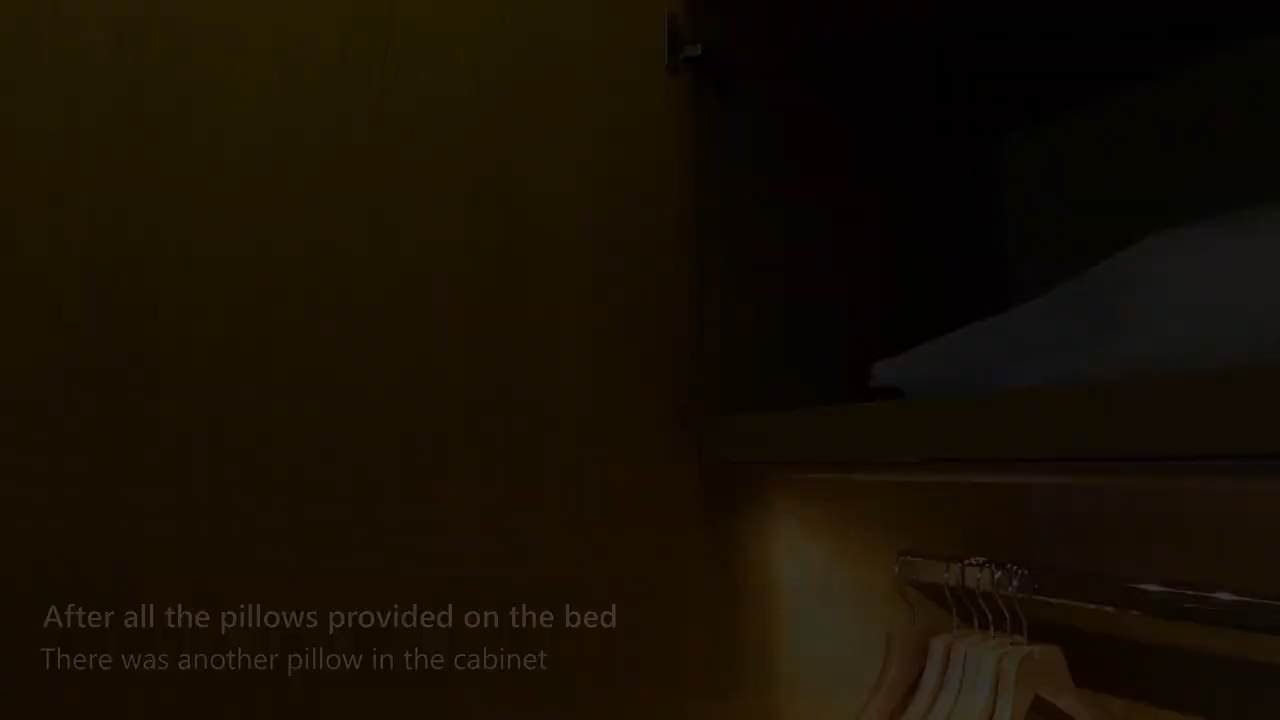 After all the pillows provided on the bed
There was another pillow in the cabinet